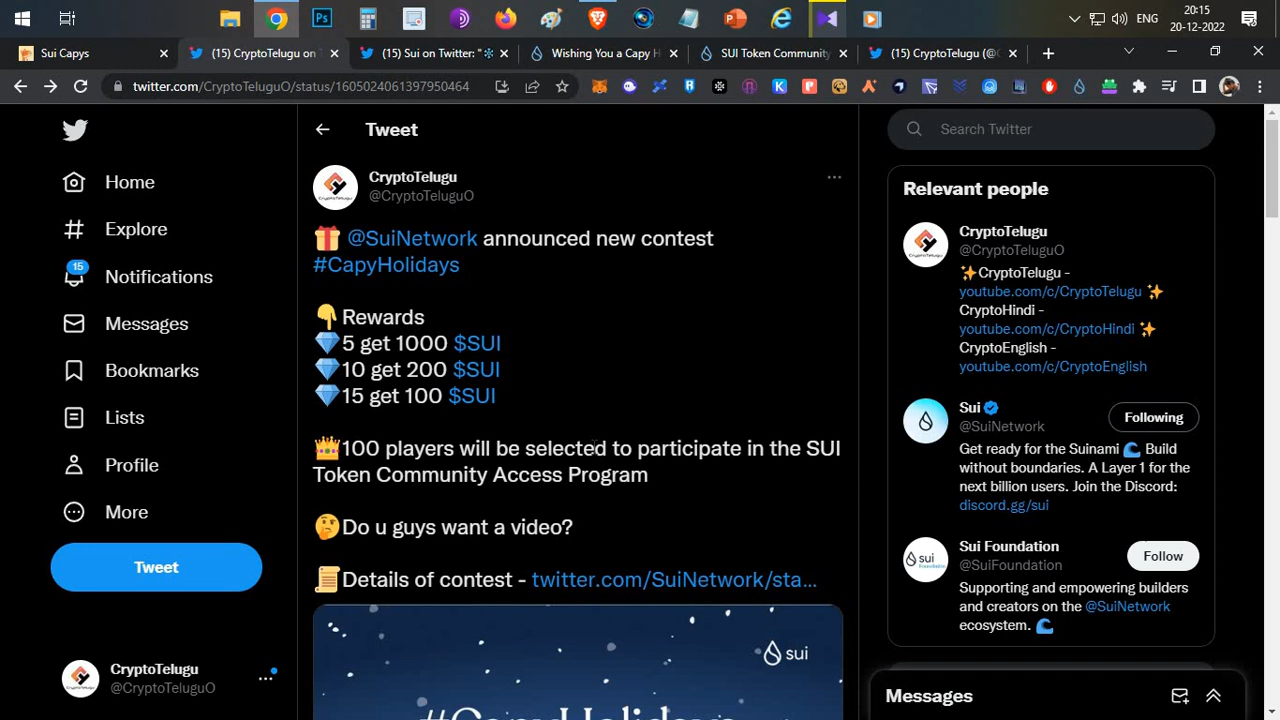 20:15
ENG
20-12-2022
Sui Capys
(15) CryptoTelugu on
(15) Sui on Twitter: "
Wishing You a Capy H
SUI Token Community
(15) CryptoTelugu (@C
twitter.com/CryptoTeluguO/status/1605024061397950464
Home
Explore
15
Notifications
Messages
Bookmarks
Lists
Profile
More
Tweet
CryptoTelugu
@CryptoTeluguO
Tweet
CryptoTelugu
@CryptoTeluguO
🎁 @SuiNetwork announced new contest
#CapyHolidays
👇Rewards
💎5 get 1000 $SUI
💎10 get 200 $SUI
💎15 get 100 $SUI
👑100 players will be selected to participate in the SUI
Token Community Access Program
🤔Do u guys want a video?
📜Details of contest - twitter.com/SuiNetwork/sta...
sui
#CapyHolidays
Search Twitter
Relevant people
CryptoTelugu
@CryptoTeluguO
✨CryptoTelugu -
youtube.com/c/CryptoTelugu ✨
CryptoHindi -
youtube.com/c/CryptoHindi ✨
CryptoEnglish -
youtube.com/c/CryptoEnglish
Sui
Following
@SuiNetwork
Get ready for the Suinami 🌊 Build
without boundaries. A Layer 1 for the
next billion users. Join the Discord:
discord.gg/sui
Sui Foundation
Follow
@SuiFoundation
Supporting and empowering builders
and creators on the @SuiNetwork
ecosystem. 🌊
Messages